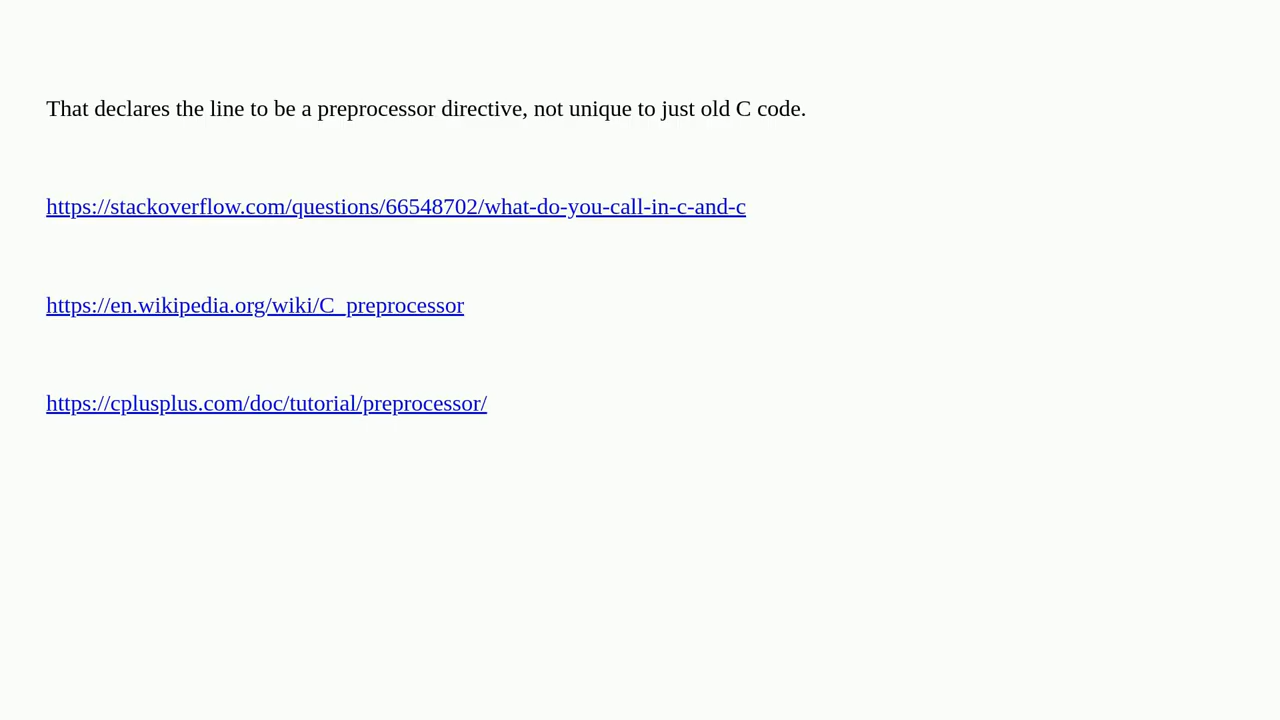 That declares the line to be a preprocessor directive, not unique to just old C code.
https://stackoverflow.com/questions/66548702/what-do-you-call-in-c-and-c
https://en.wikipedia.org/wiki/C_preprocessor
https://cplusplus.com/doc/tutorial/preprocessor/